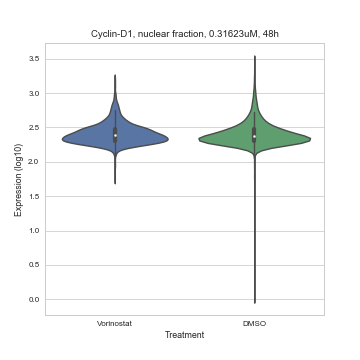 Cyclin-D1, nuclear fraction, 0.31623uM, 48h
3.5
3.0
2.5
2.0
1.5
1.0
0.5
0.0
Expression (log10)
Vorinostat
DMSO
Treatment